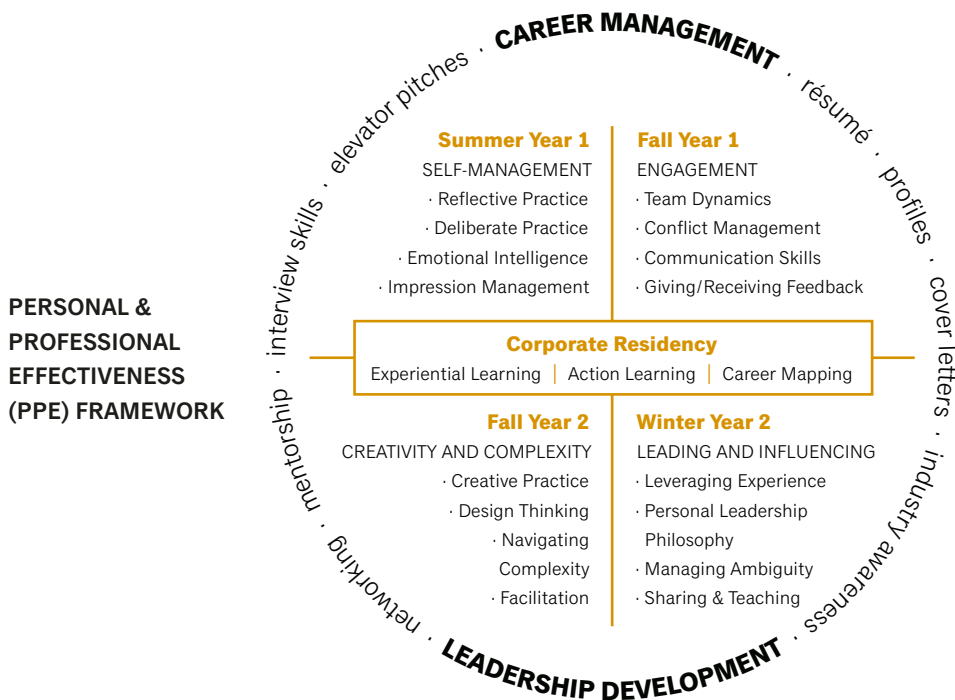 PERSONAL &
PROFESSIONAL
EFFECTIVENESS
(PPE) FRAMEWORK
CAREER MANAGEMENT · résumé · profiles · cover letters · industry awareness ·
LEADERSHIP DEVELOPMENT · networking · mentorship · interview skills · elevator pitches ·
Summer Year 1
SELF-MANAGEMENT
· Reflective Practice
· Deliberate Practice
· Emotional Intelligence
· Impression Management
Fall Year 1
ENGAGEMENT
· Team Dynamics
· Conflict Management
· Communication Skills
· Giving/Receiving Feedback
Corporate Residency
Experiential Learning | Action Learning | Career Mapping
Fall Year 2
CREATIVITY AND COMPLEXITY
· Creative Practice
· Design Thinking
· Navigating
Complexity
· Facilitation
Winter Year 2
LEADING AND INFLUENCING
· Leveraging Experience
· Personal Leadership
Philosophy
· Managing Ambiguity
· Sharing & Teaching